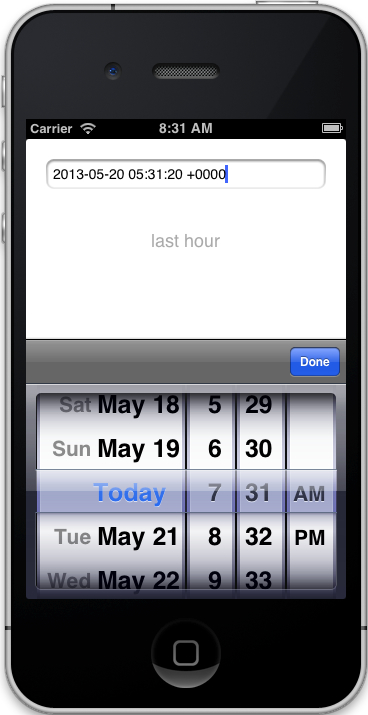 Carrier 8:31 AM
2013-05-20 05:31:20 +0000
last hour
Done
Sat May 18 5 29
Sun May 19 6 30
Today 7 31 AM
Tue May 21 8 32 PM
Wed May 22 9 33